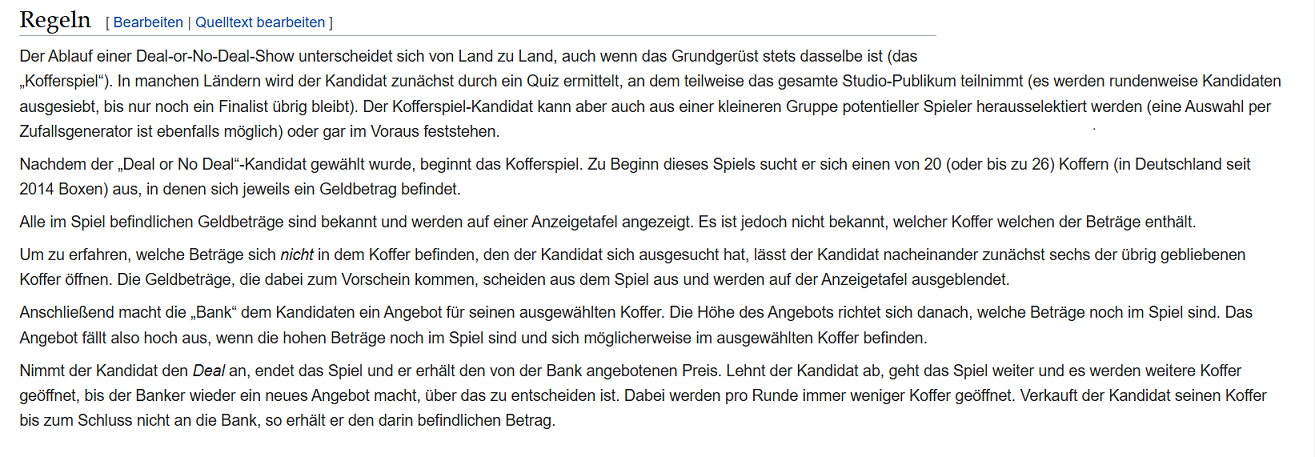 Regeln [ Bearbeiten | Quelltext bearbeiten ]
Der Ablauf einer Deal-or-No-Deal-Show unterscheidet sich von Land zu Land, auch wenn das Grundgerüst stets dasselbe ist (das
„Kofferspiel“). In manchen Ländern wird der Kandidat zunächst durch ein Quiz ermittelt, an dem teilweise das gesamte Studio-Publikum teilnimmt (es werden rundenweise Kandidaten
ausgesiebt, bis nur noch ein Finalist übrig bleibt). Der Kofferspiel-Kandidat kann aber auch aus einer kleineren Gruppe potentieller Spieler herausselektiert werden (eine Auswahl per
Zufallsgenerator ist ebenfalls möglich) oder gar im Voraus feststehen.
Nachdem der „Deal or No Deal“-Kandidat gewählt wurde, beginnt das Kofferspiel. Zu Beginn dieses Spiels sucht er sich einen von 20 (oder bis zu 26) Koffern (in Deutschland seit
2014 Boxen) aus, in denen sich jeweils ein Geldbetrag befindet.
Alle im Spiel befindlichen Geldbeträge sind bekannt und werden auf einer Anzeigetafel angezeigt. Es ist jedoch nicht bekannt, welcher Koffer welchen der Beträge enthält.
Um zu erfahren, welche Beträge sich nicht in dem Koffer befinden, den der Kandidat sich ausgesucht hat, lässt der Kandidat nacheinander zunächst sechs der übrig gebliebenen
Koffer öffnen. Die Geldbeträge, die dabei zum Vorschein kommen, scheiden aus dem Spiel aus und werden auf der Anzeigetafel ausgeblendet.
Anschließend macht die „Bank“ dem Kandidaten ein Angebot für seinen ausgewählten Koffer. Die Höhe des Angebots richtet sich danach, welche Beträge noch im Spiel sind. Das
Angebot fällt also hoch aus, wenn die hohen Beträge noch im Spiel sind und sich möglicherweise im ausgewählten Koffer befinden.
Nimmt der Kandidat den Deal an, endet das Spiel und er erhält den von der Bank angebotenen Preis. Lehnt der Kandidat ab, geht das Spiel weiter und es werden weitere Koffer
geöffnet, bis der Banker wieder ein neues Angebot macht, über das zu entscheiden ist. Dabei werden pro Runde immer weniger Koffer geöffnet. Verkauft der Kandidat seinen Koffer
bis zum Schluss nicht an die Bank, so erhält er den darin befindlichen Betrag.